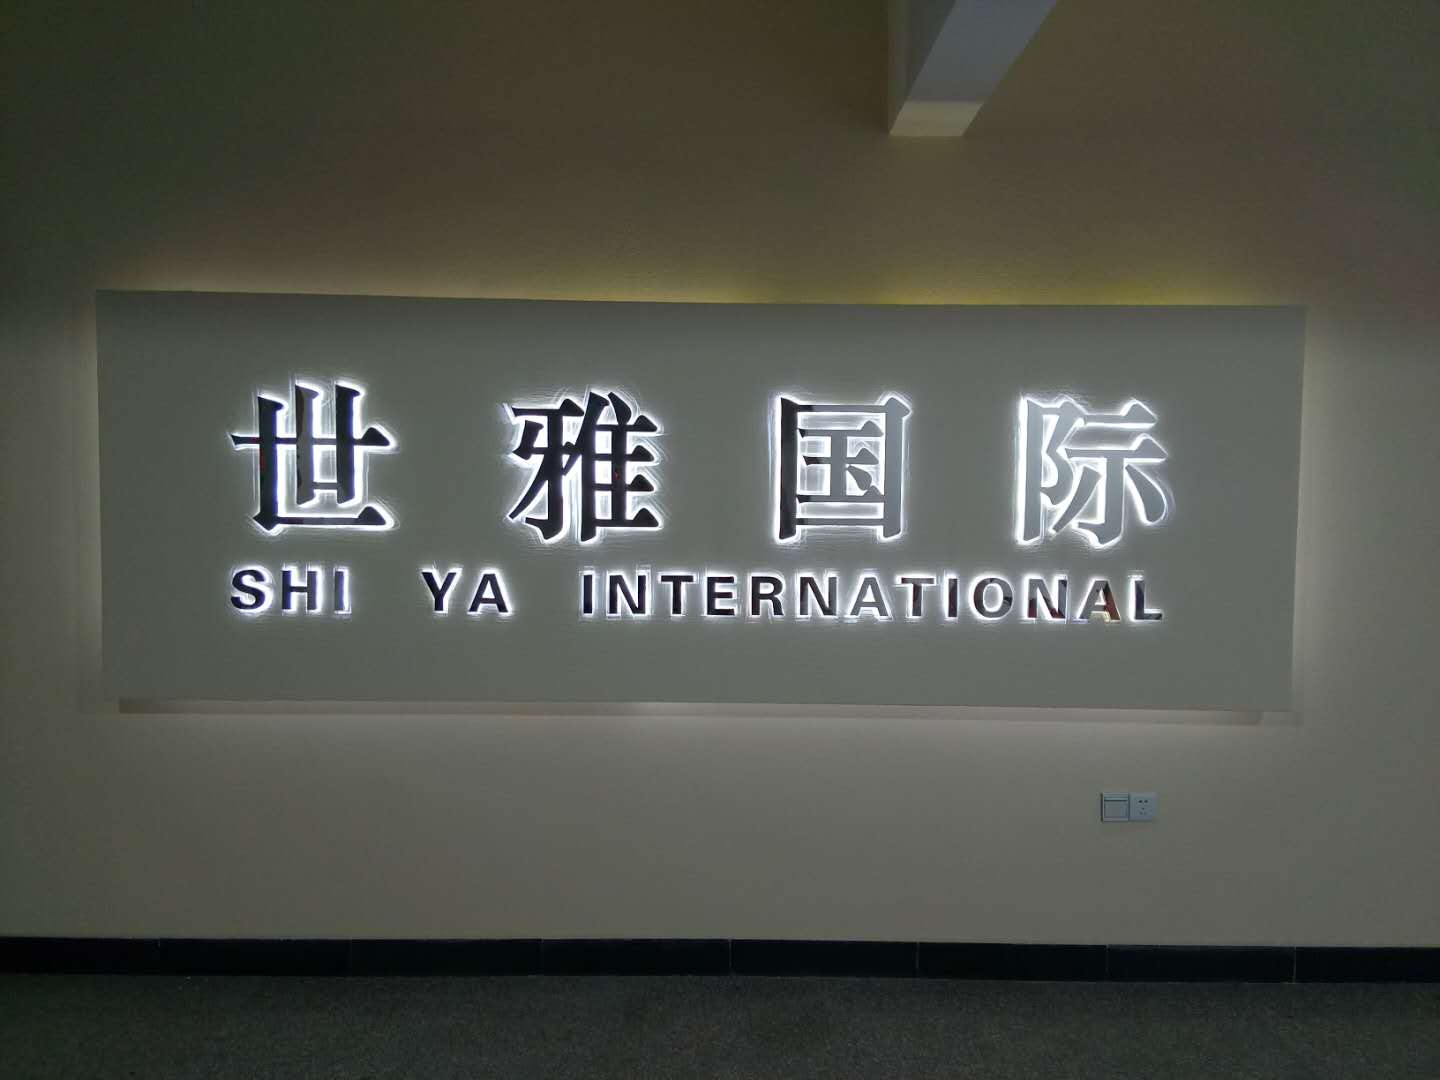 世雅国际
SHI YA INTERNATIONAL